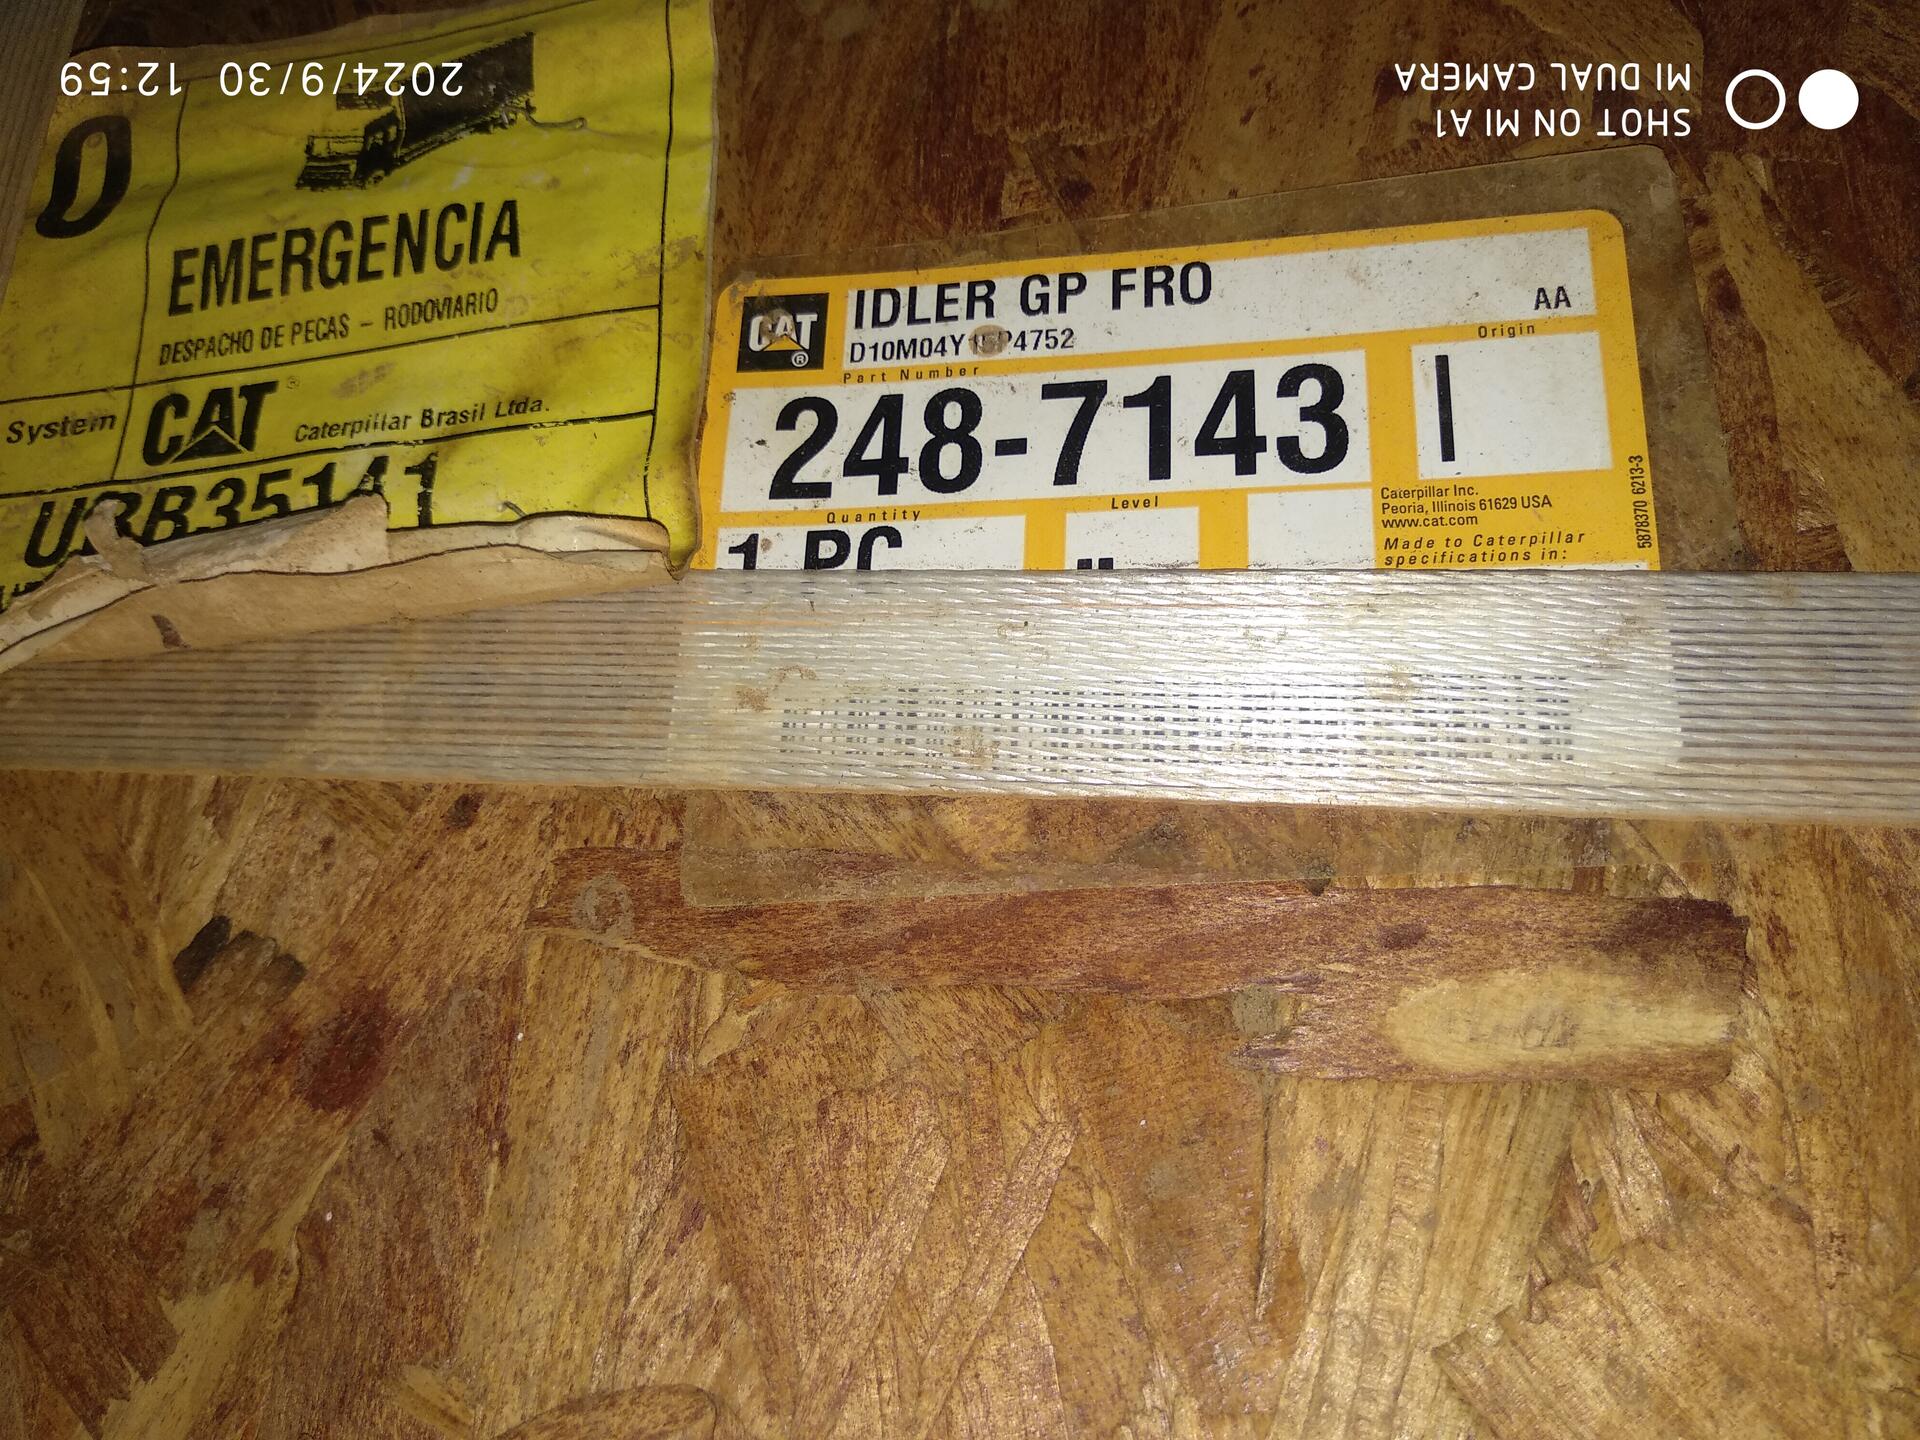 O
EMERGENCIA
DESPACHO DE PECAS - RODOVIARIO
System
CAT ®
Caterpillar Brasil Ltda.
CAT ®
IDLER GP FRO
AA
Origin
Part Number
248-7143
I
Quantity
Level
1 PC
Caterpillar Inc.
Peoria, Illinois 61629 USA
www.cat.com
Made to Caterpillar
specifications in:
5878370 6213-3
SHOT ON MI A1
MI DUAL CAMERA
2024/9/30 12:59